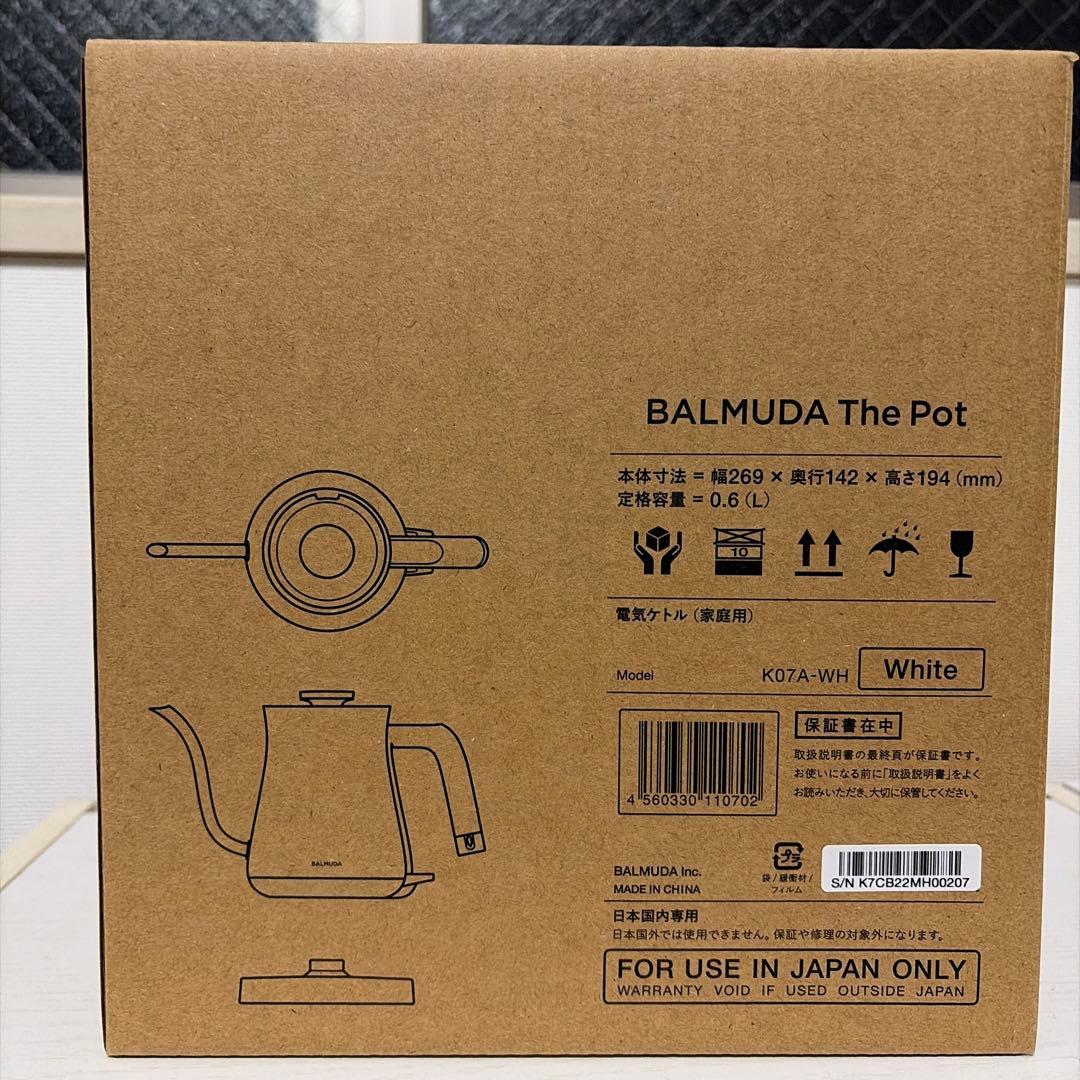 BALMUDA The Pot
本体寸法 = 幅269 × 奥行142 × 高さ194 (mm)
定格容量 = 0.6 (L)
10
電気ケトル (家庭用)
Model K07A-WH White
保証書在中
取扱説明書の最終頁が保証書です。
お使いになる前に「取扱説明書」をよく
お読みいただき、大切に保管してください。
4 560330 110702
BALMUDA
BALMUDA Inc.
MADE IN CHINA
プラ
袋/緩衝材/
フィルム
S/N K7CB22MH00207
日本国内専用
日本国外では使用できません。保証や修理の対象外になります。
FOR USE IN JAPAN ONLY
WARRANTY VOID IF USED OUTSIDE JAPAN